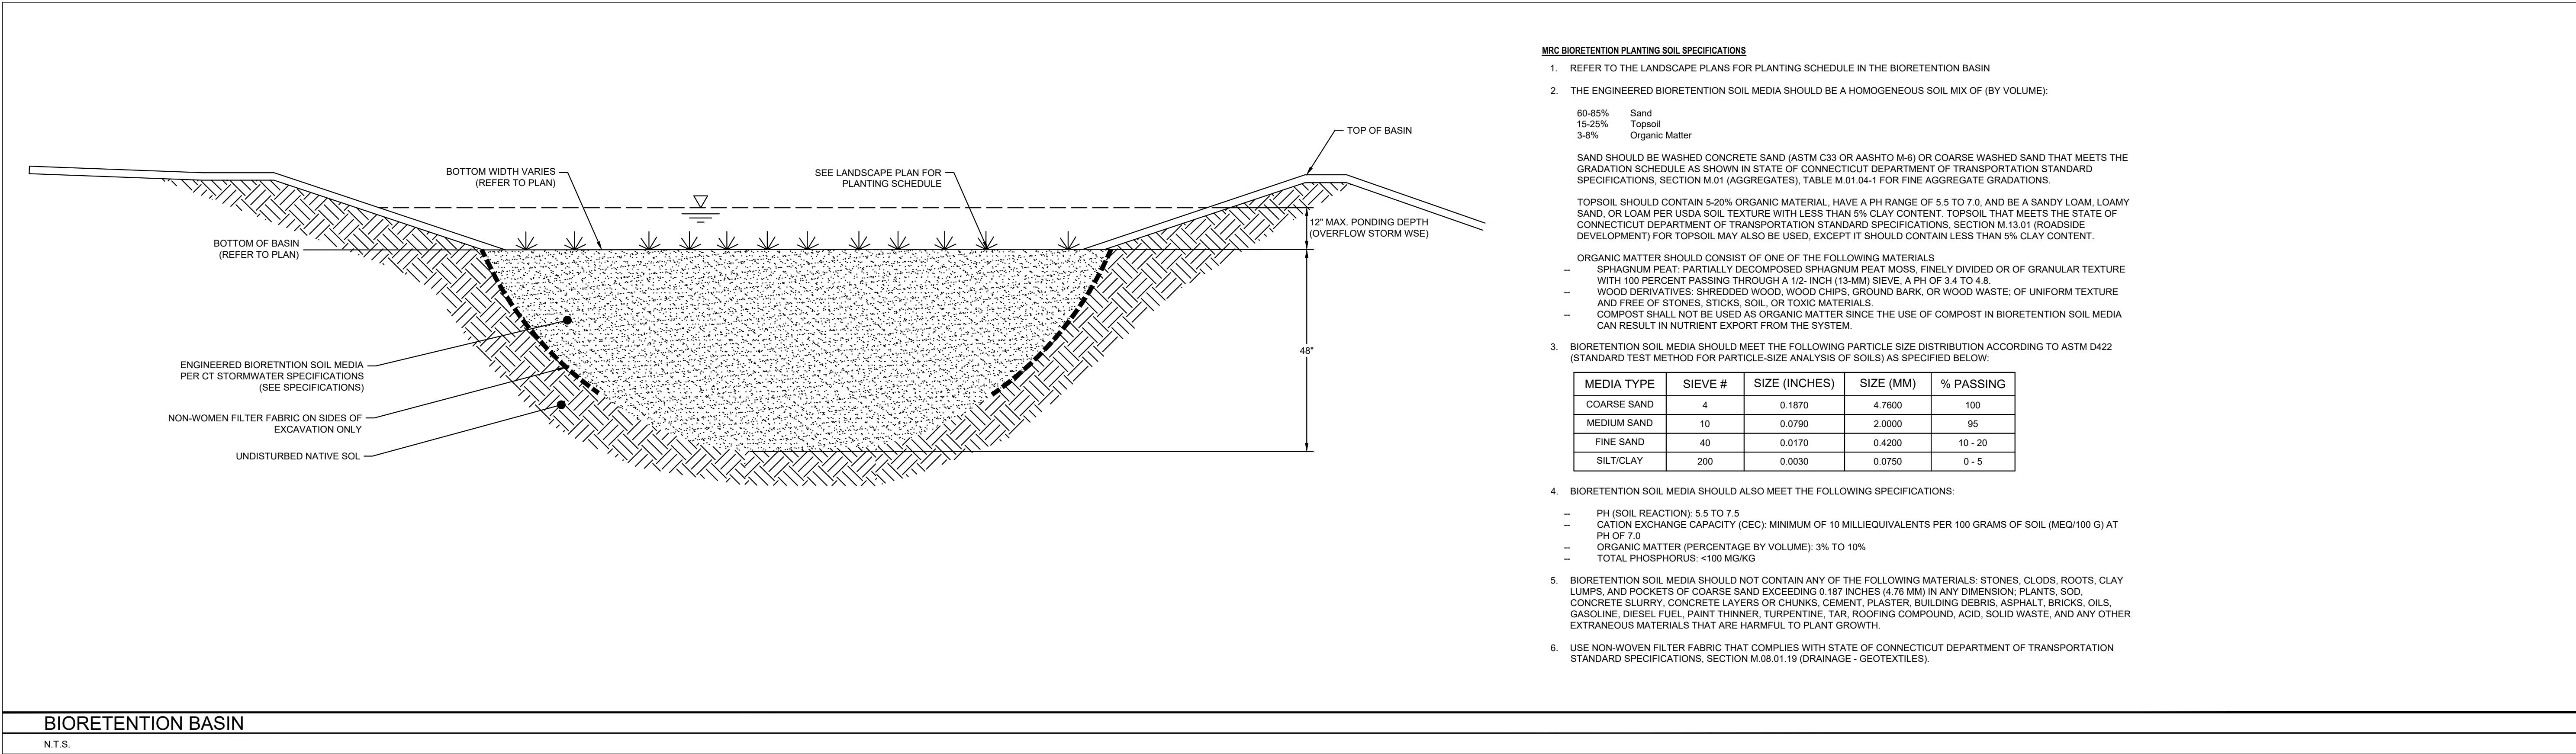 MRC BIORETENTION PLANTING SOIL SPECIFICATIONS
1. REFER TO THE LANDSCAPE PLANS FOR PLANTING SCHEDULE IN THE BIORETENTION BASIN
2. THE ENGINEERED BIORETENTION SOIL MEDIA SHOULD BE A HOMOGENEOUS SOIL MIX OF (BY VOLUME):
60-85% Sand
15-25% Topsoil
3-8% Organic Matter
SAND SHOULD BE WASHED CONCRETE SAND (ASTM C33 OR AASHTO M-6) OR COARSE WASHED SAND THAT MEETS THE
GRADATION SCHEDULE AS SHOWN IN STATE OF CONNECTICUT DEPARTMENT OF TRANSPORTATION STANDARD
SPECIFICATIONS, SECTION M.01 (AGGREGATES), TABLE M.01.04-1 FOR FINE AGGREGATE GRADATIONS.
TOPSOIL SHOULD CONTAIN 5-20% ORGANIC MATERIAL, HAVE A PH RANGE OF 5.5 TO 7.0, AND BE A SANDY LOAM, LOAMY
SAND, OR LOAM PER USDA SOIL TEXTURE WITH LESS THAN 5% CLAY CONTENT. TOPSOIL THAT MEETS THE STATE OF
CONNECTICUT DEPARTMENT OF TRANSPORTATION STANDARD SPECIFICATIONS, SECTION M.13.01 (ROADSIDE
DEVELOPMENT) FOR TOPSOIL MAY ALSO BE USED, EXCEPT IT SHOULD CONTAIN LESS THAN 5% CLAY CONTENT.
ORGANIC MATTER SHOULD CONSIST OF ONE OF THE FOLLOWING MATERIALS
-- SPHAGNUM PEAT: PARTIALLY DECOMPOSED SPHAGNUM PEAT MOSS, FINELY DIVIDED OR OF GRANULAR TEXTURE
WITH 100 PERCENT PASSING THROUGH A 1/2- INCH (13-MM) SIEVE, A PH OF 3.4 TO 4.8.
-- WOOD DERIVATIVES: SHREDDED WOOD, WOOD CHIPS, GROUND BARK, OR WOOD WASTE; OF UNIFORM TEXTURE
AND FREE OF STONES, STICKS, SOIL, OR TOXIC MATERIALS.
-- COMPOST SHALL NOT BE USED AS ORGANIC MATTER SINCE THE USE OF COMPOST IN BIORETENTION SOIL MEDIA
CAN RESULT IN NUTRIENT EXPORT FROM THE SYSTEM.
3. BIORETENTION SOIL MEDIA SHOULD MEET THE FOLLOWING PARTICLE SIZE DISTRIBUTION ACCORDING TO ASTM D422
(STANDARD TEST METHOD FOR PARTICLE-SIZE ANALYSIS OF SOILS) AS SPECIFIED BELOW:
MEDIA TYPE SIEVE # SIZE (INCHES) SIZE (MM) % PASSING
COARSE SAND 4 0.1870 4.7600 100
MEDIUM SAND 10 0.0790 2.0000 95
FINE SAND 40 0.0170 0.4200 10 - 20
SILT/CLAY 200 0.0030 0.0750 0 - 5
4. BIORETENTION SOIL MEDIA SHOULD ALSO MEET THE FOLLOWING SPECIFICATIONS:
-- PH (SOIL REACTION): 5.5 TO 7.5
-- CATION EXCHANGE CAPACITY (CEC): MINIMUM OF 10 MILLIEQUIVALENTS PER 100 GRAMS OF SOIL (MEQ/100 G) AT
PH OF 7.0
-- ORGANIC MATTER (PERCENTAGE BY VOLUME): 3% TO 10%
-- TOTAL PHOSPHORUS: <100 MG/KG
5. BIORETENTION SOIL MEDIA SHOULD NOT CONTAIN ANY OF THE FOLLOWING MATERIALS: STONES, CLODS, ROOTS, CLAY
LUMPS, AND POCKETS OF COARSE SAND EXCEEDING 0.187 INCHES (4.76 MM) IN ANY DIMENSION; PLANTS, SOD,
CONCRETE SLURRY, CONCRETE LAYERS OR CHUNKS, CEMENT, PLASTER, BUILDING DEBRIS, ASPHALT, BRICKS, OILS,
GASOLINE, DIESEL FUEL, PAINT THINNER, TURPENTINE, TAR, ROOFING COMPOUND, ACID, SOLID WASTE, AND ANY OTHER
EXTRANEOUS MATERIALS THAT ARE HARMFUL TO PLANT GROWTH.
6. USE NON-WOVEN FILTER FABRIC THAT COMPLIES WITH STATE OF CONNECTICUT DEPARTMENT OF TRANSPORTATION
STANDARD SPECIFICATIONS, SECTION M.08.01.19 (DRAINAGE - GEOTEXTILES).
TOP OF BASIN
BOTTOM WIDTH VARIES
(REFER TO PLAN)
SEE LANDSCAPE PLAN FOR
PLANTING SCHEDULE
12" MAX. PONDING DEPTH
(OVERFLOW STORM WSE)
BOTTOM OF BASIN
(REFER TO PLAN)
48"
ENGINEERED BIORETNTION SOIL MEDIA
PER CT STORMWATER SPECIFICATIONS
(SEE SPECIFICATIONS)
NON-WOMEN FILTER FABRIC ON SIDES OF
EXCAVATION ONLY
UNDISTURBED NATIVE SOL
BIORETENTION BASIN
N.T.S.